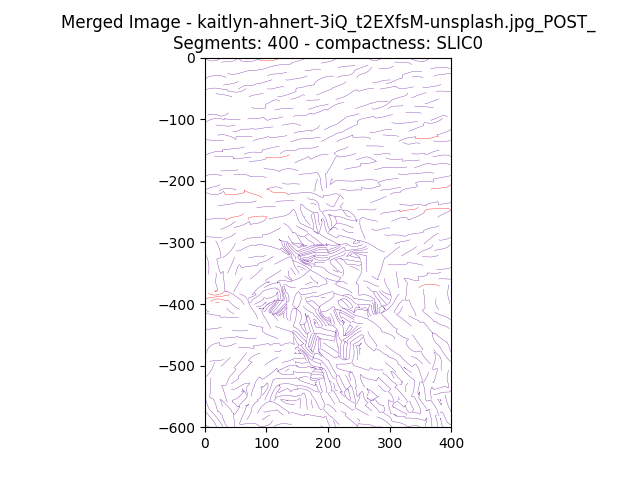 Merged Image - kaitlyn-ahnert-3iQ_t2EXfsM-unsplash.jpg_POST_
Segments: 400 - compactness: SLIC0
0
−100
−200
−300
−400
−500
−600
0 100 200 300 400